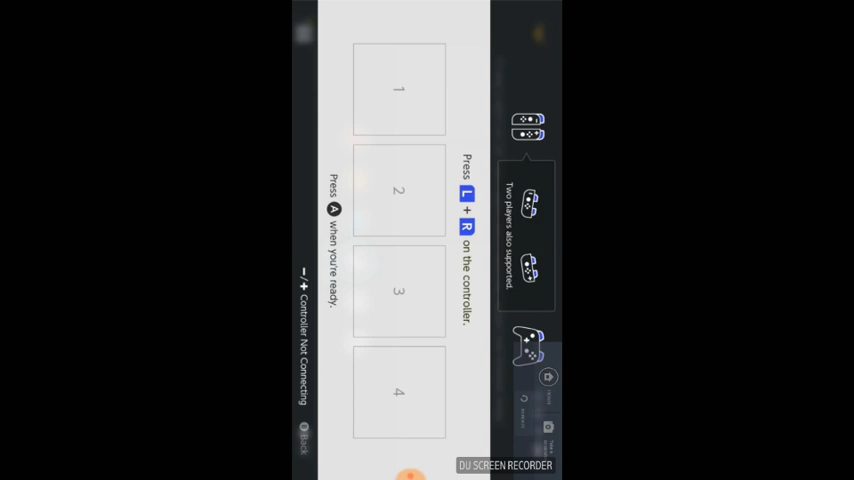 Two players also supported.
Press L + R on the controller.
1
2
3
4
Press A when you're ready.
−/+ Controller Not Connecting
Back
HOME
DU SCREEN RECORDER